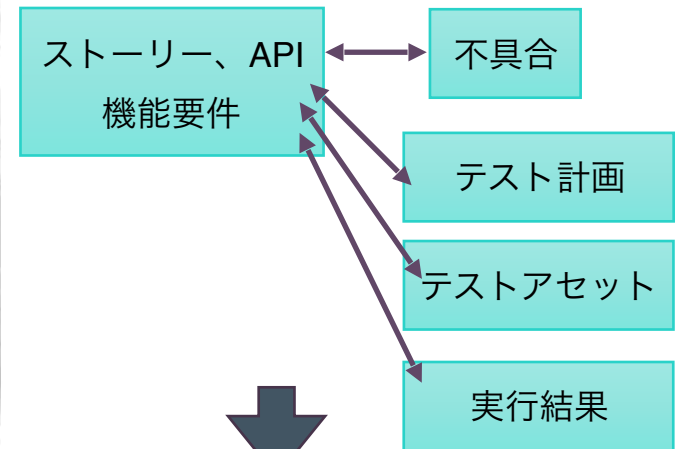 ストーリー、API
機能要件
不具合
テスト計画
テストアセット
実行結果